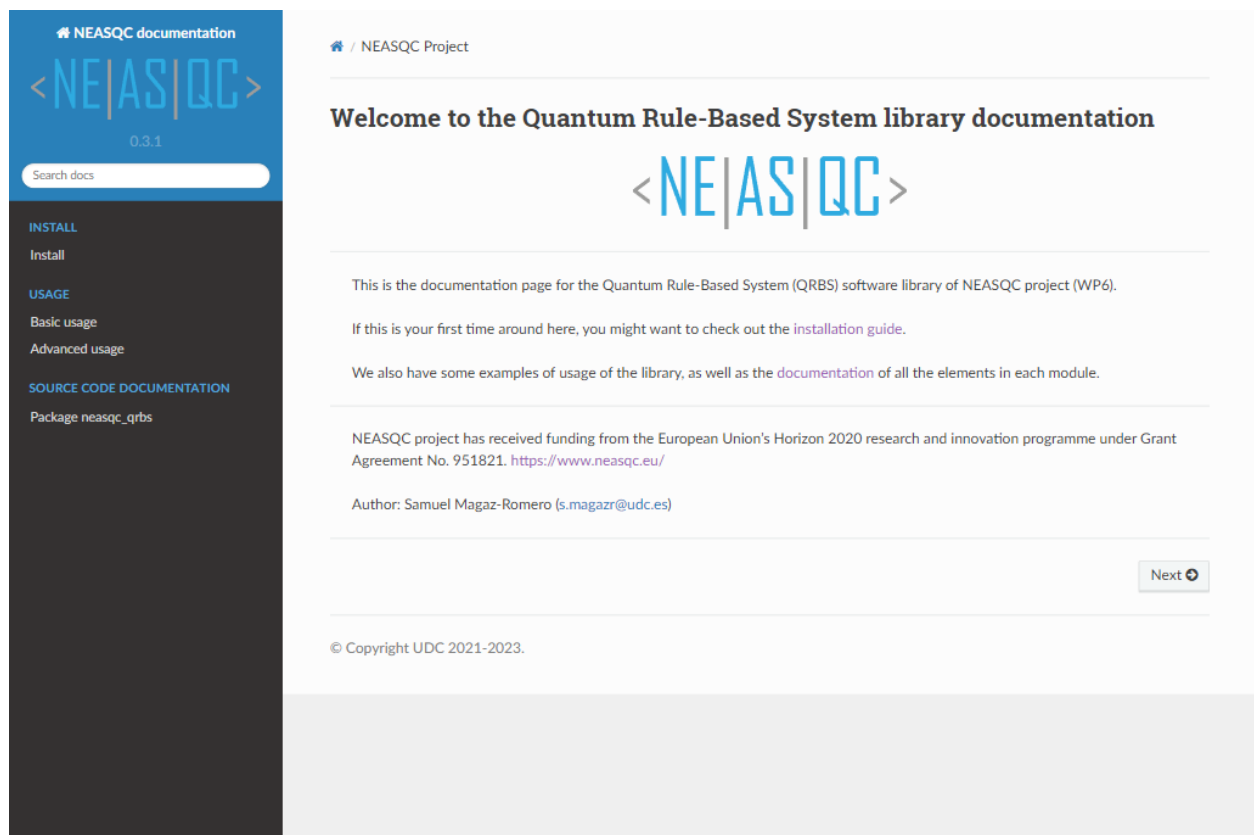 NEASQC documentation
<NE|AS|QC>
0.3.1
Search docs
INSTALL
Install
USAGE
Basic usage
Advanced usage
SOURCE CODE DOCUMENTATION
Package neasqc_qrbs
/ NEASQC Project
Welcome to the Quantum Rule-Based System library documentation
<NE|AS|QC>
This is the documentation page for the Quantum Rule-Based System (QRBS) software library of NEASQC project (WP6).
If this is your first time around here, you might want to check out the installation guide.
We also have some examples of usage of the library, as well as the documentation of all the elements in each module.
NEASQC project has received funding from the European Union's Horizon 2020 research and innovation programme under Grant
Agreement No. 951821. https://www.neasqc.eu/
Author: Samuel Magaz-Romero (s.magazr@udc.es)
Next
© Copyright UDC 2021-2023.